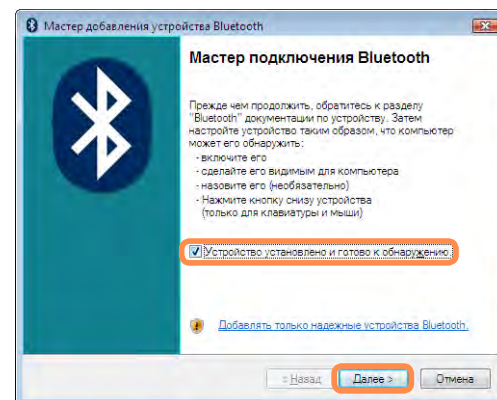 Мастер добавления устройства Bluetooth
Мастер подключения Bluetooth
Прежде чем продолжить, обратитесь к разделу
"Bluetooth" документации по устройству. Затем
настройте устройство таким образом, что компьютер
может его обнаружить:
- включите его
- сделайте его видимым для компьютера
- назовите его (необязательно)
- Нажмите кнопку снизу устройства
(только для клавиатуры и мыши)
Устройство установлено и готово к обнаружению.
Добавлять только надежные устройства Bluetooth.
< Назад
Далее >
Отмена